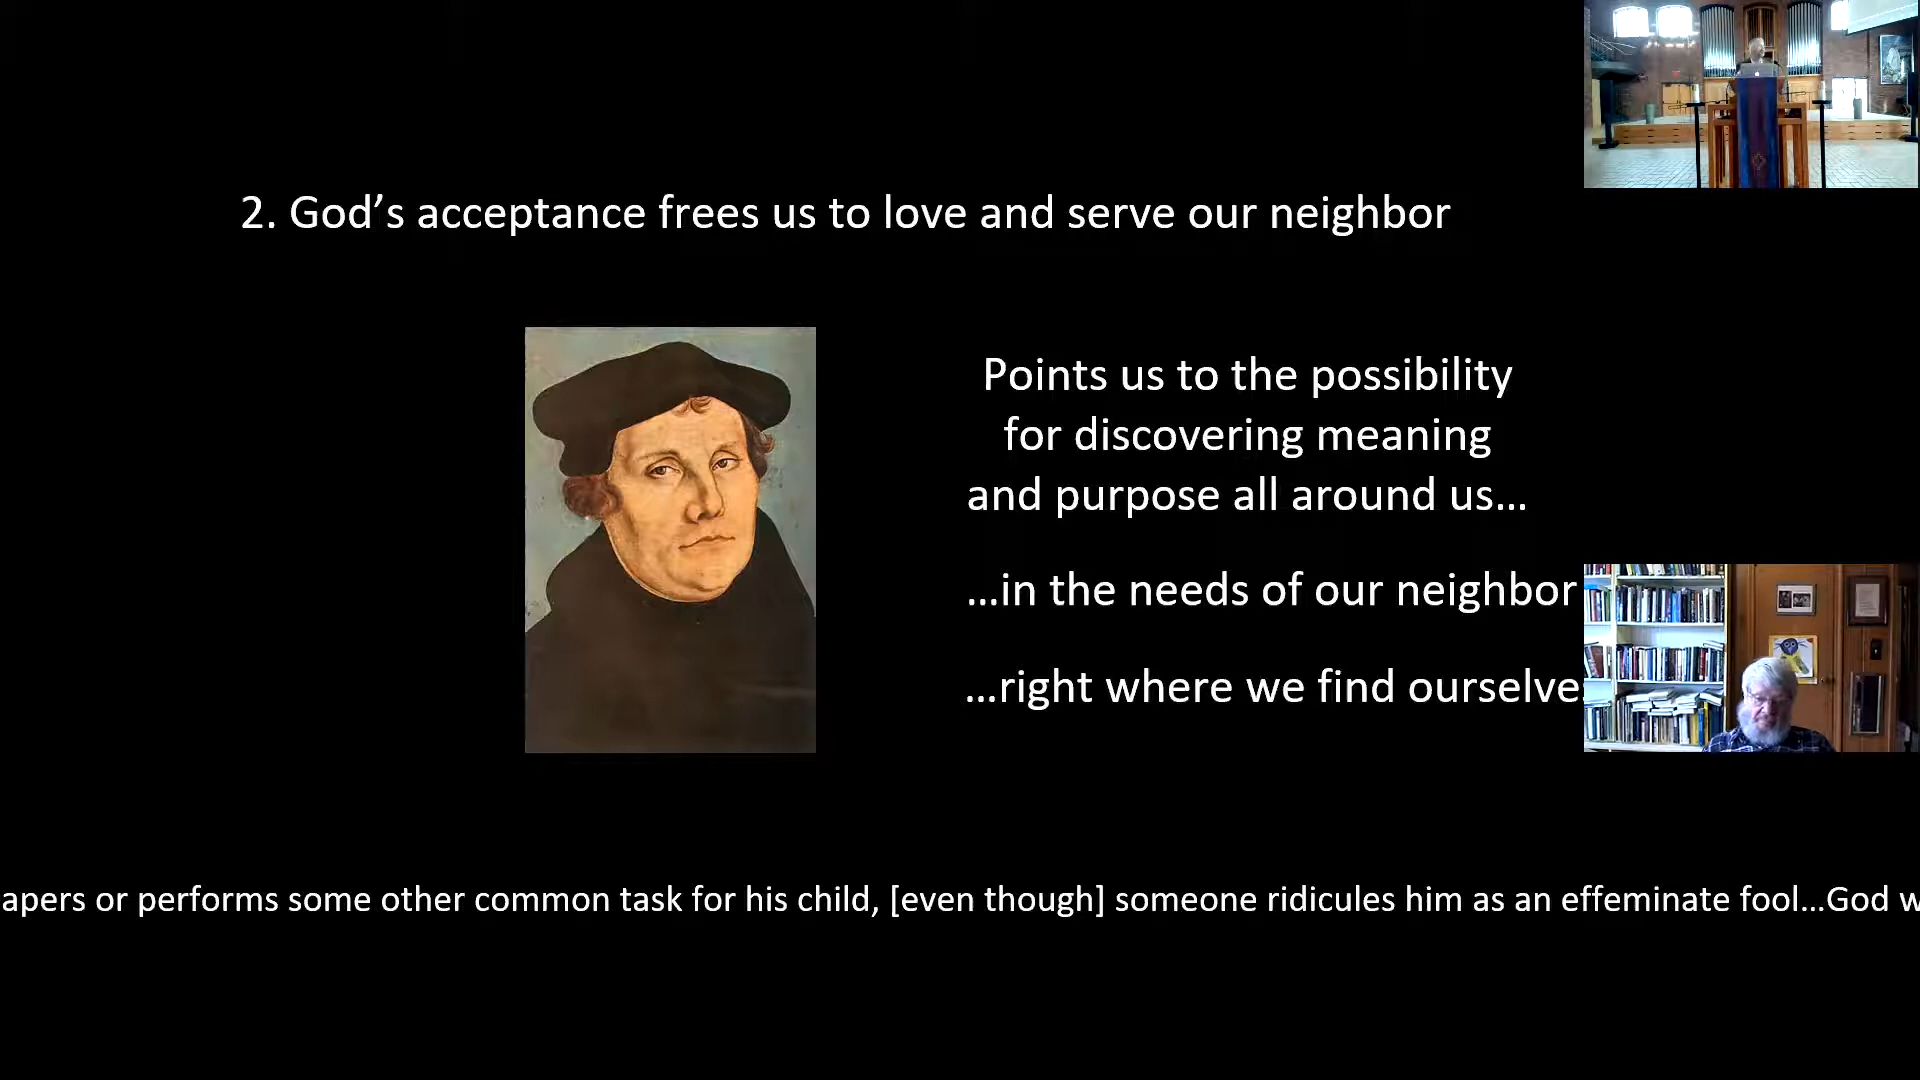 2. God’s acceptance frees us to love and serve our neighbor
Points us to the possibility
for discovering meaning
and purpose all around us…
…in the needs of our neighbor
…right where we find ourselve
apers or performs some other common task for his child, [even though] someone ridicules him as an effeminate fool…God w